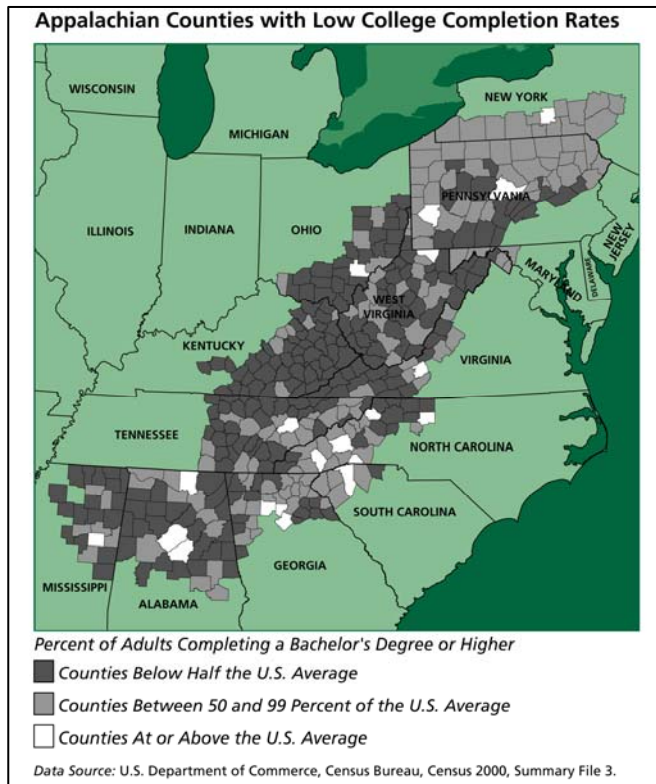 Appalachian Counties with Low College Completion Rates
WISCONSIN
NEW YORK
MICHIGAN
PENNSYLVANIA
ILLINOIS
INDIANA
OHIO
NEW JERSEY
MARYLAND
DELAWARE
WEST
VIRGINIA
KENTUCKY
VIRGINIA
TENNESSEE
NORTH CAROLINA
SOUTH CAROLINA
MISSISSIPPI
ALABAMA
GEORGIA
Percent of Adults Completing a Bachelor's Degree or Higher
Counties Below Half the U.S. Average
Counties Between 50 and 99 Percent of the U.S. Average
Counties At or Above the U.S. Average
Data Source: U.S. Department of Commerce, Census Bureau, Census 2000, Summary File 3.